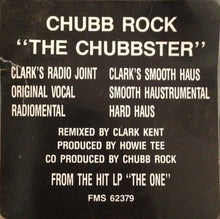 CHUBB ROCK
"THE CHUBBSTER"
CLARK'S RADIO JOINT CLARK'S SMOOTH HAUS
ORIGINAL VOCAL SMOOTH HAUSTRUMENTAL
RADIOMENTAL HARD HAUS
REMIXED BY CLARK KENT
PRODUCED BY HOWIE TEE
CO PRODUCED BY CHUBB ROCK
FROM THE HIT LP "THE ONE"
FMS 62379